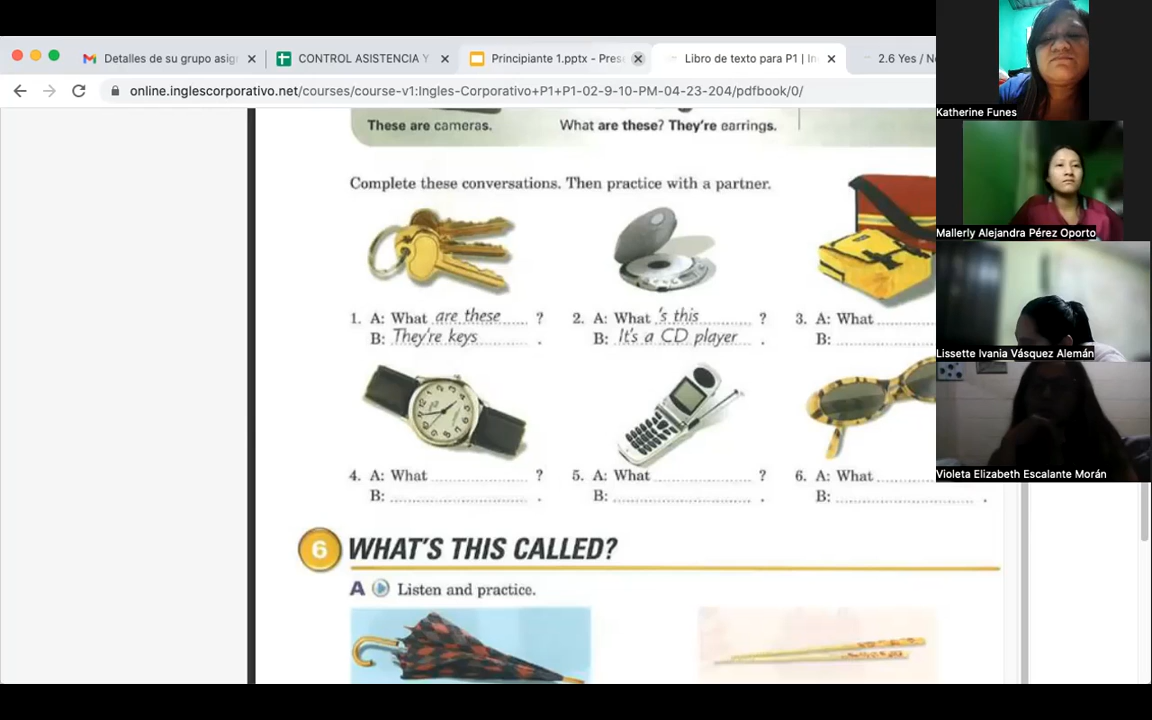 Detalles de su grupo asig
CONTROL ASISTENCIA Y
Principiante 1.pptx - Prese
Libro de texto para P1 | In
2.6 Yes / No
online.inglescorporativo.net/courses/course-v1:Ingles-Corporativo+P1+P1-02-9-10-PM-04-23-204/pdfbook/0/
These are cameras.
What are these? They're earrings.
Complete these conversations. Then practice with a partner.
1. A: What are these ?
B: They're keys .
2. A: What 's this ?
B: It's a CD player .
3. A: What
B:
4. A: What ?
B: .
5. A: What ?
B: .
6. A: What
B: .
6 WHAT'S THIS CALLED?
A Listen and practice.
Katherine Funes
Mallerly Alejandra Pérez Oporto
Lissette Ivania Vásquez Alemán
Violeta Elizabeth Escalante Morán